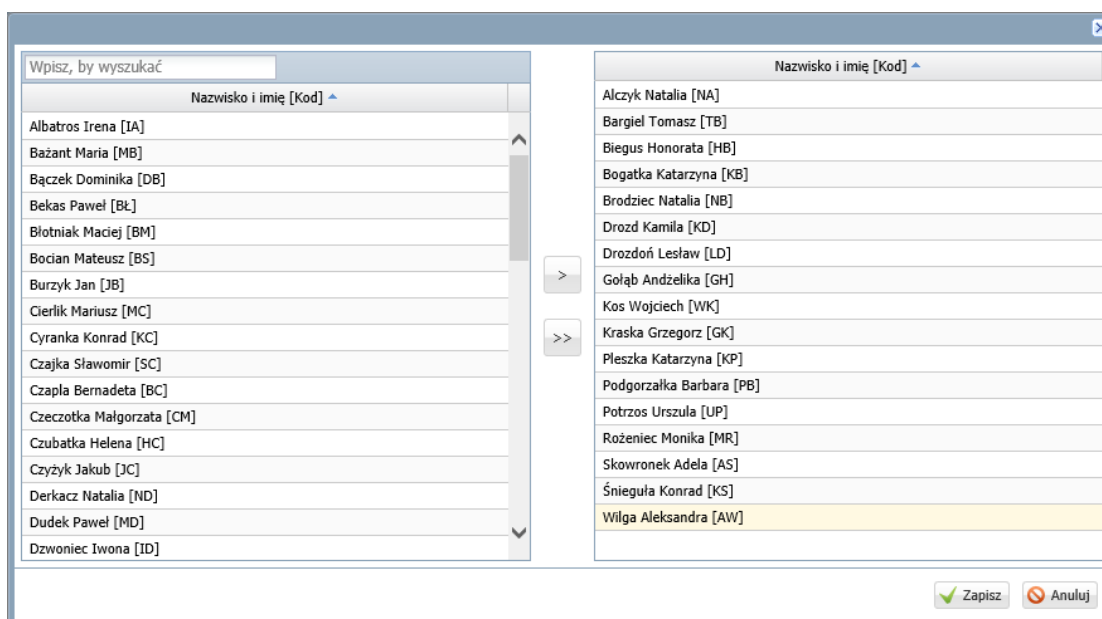 Wpisz, by wyszukać
Nazwisko i imię [Kod]
Albatros Irena [IA]
Bażant Maria [MB]
Bączek Dominika [DB]
Bekas Paweł [BŁ]
Błotniak Maciej [BM]
Bocian Mateusz [BS]
Burzyk Jan [JB]
Cierlik Mariusz [MC]
Cyranka Konrad [KC]
Czajka Sławomir [SC]
Czapla Bernadeta [BC]
Czeczotka Małgorzata [CM]
Czubatka Helena [HC]
Czyżyk Jakub [JC]
Derkacz Natalia [ND]
Dudek Paweł [MD]
Dzwoniec Iwona [ID]
>
>>
Nazwisko i imię [Kod]
Alczyk Natalia [NA]
Bargiel Tomasz [TB]
Biegus Honorata [HB]
Bogatka Katarzyna [KB]
Brodziec Natalia [NB]
Drozd Kamila [KD]
Drozdoń Lesław [LD]
Gołąb Andżelika [GH]
Kos Wojciech [WK]
Kraska Grzegorz [GK]
Pleszka Katarzyna [KP]
Podgorzałka Barbara [PB]
Potrzos Urszula [UP]
Rożeniec Monika [MR]
Skowronek Adela [AS]
Śnieguła Konrad [KS]
Wilga Aleksandra [AW]
Zapisz
Anuluj